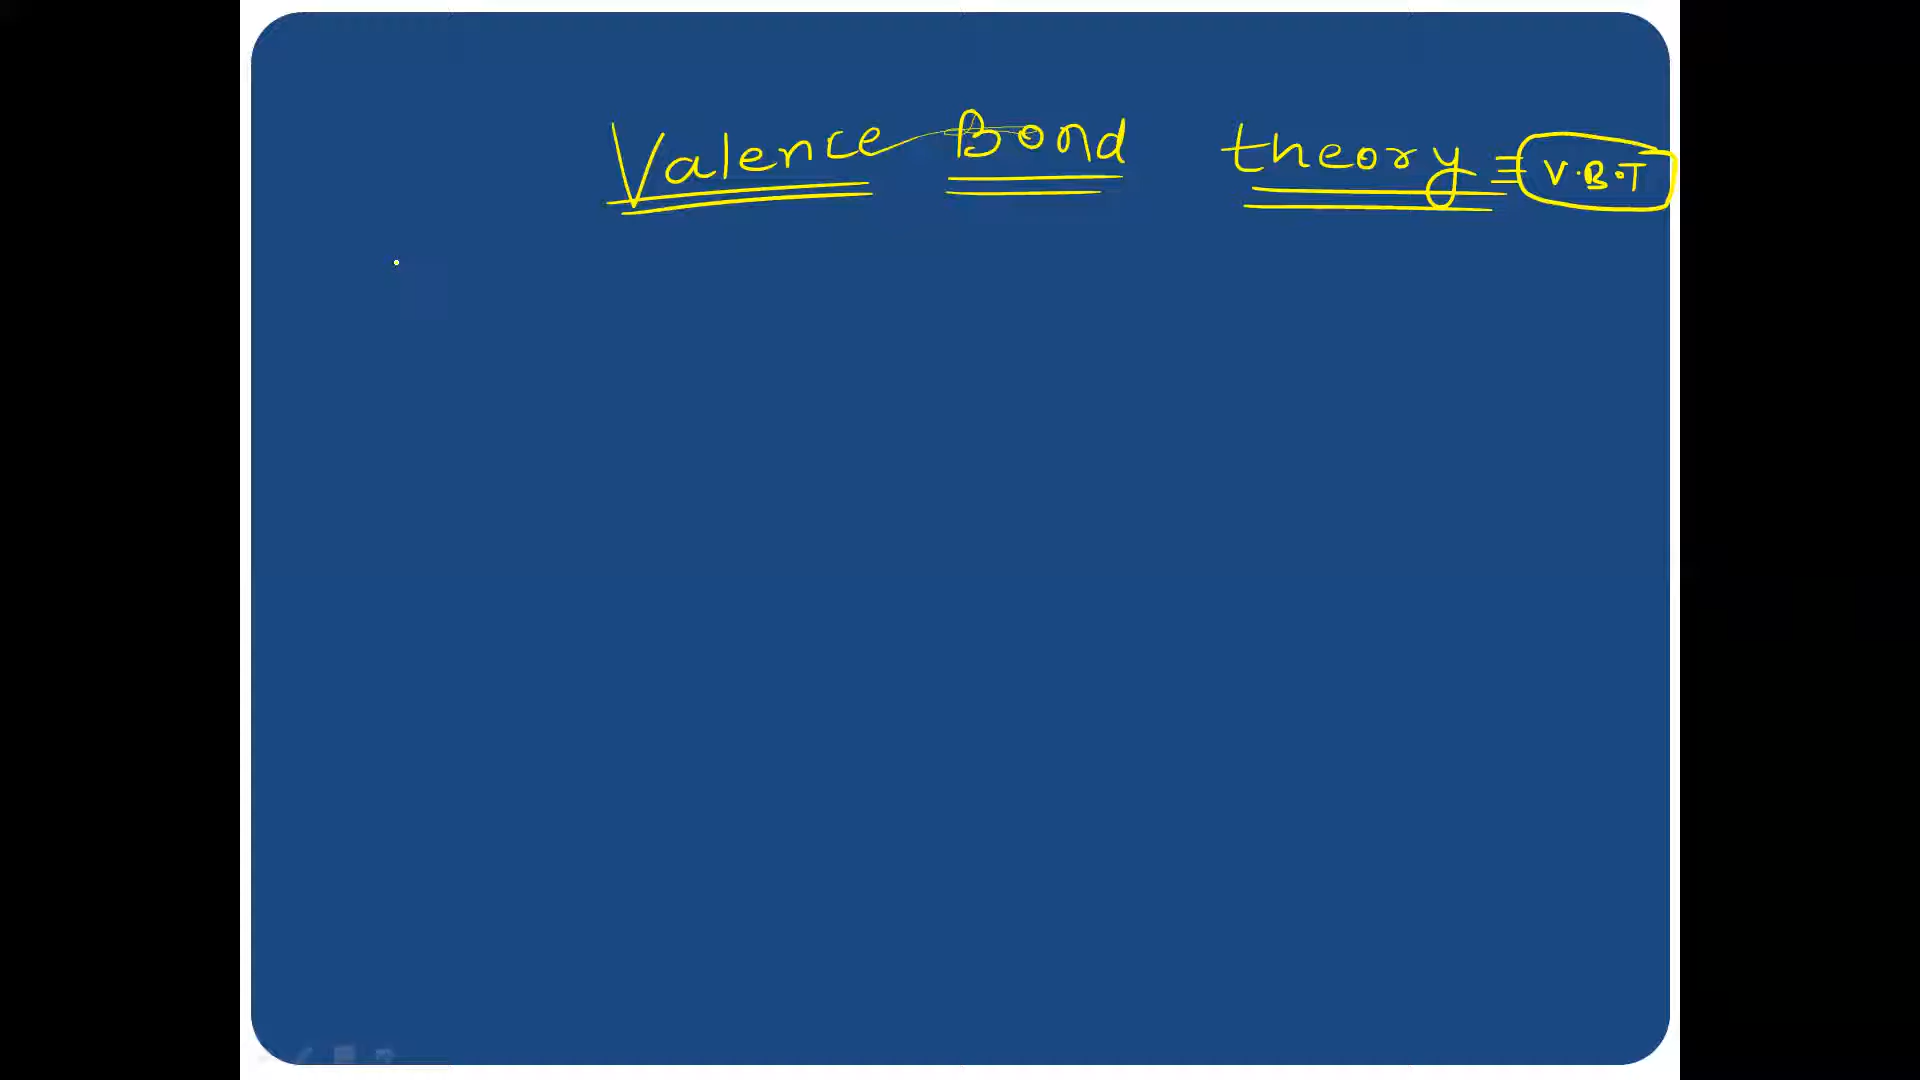 Valence Bond theory = V.B.T